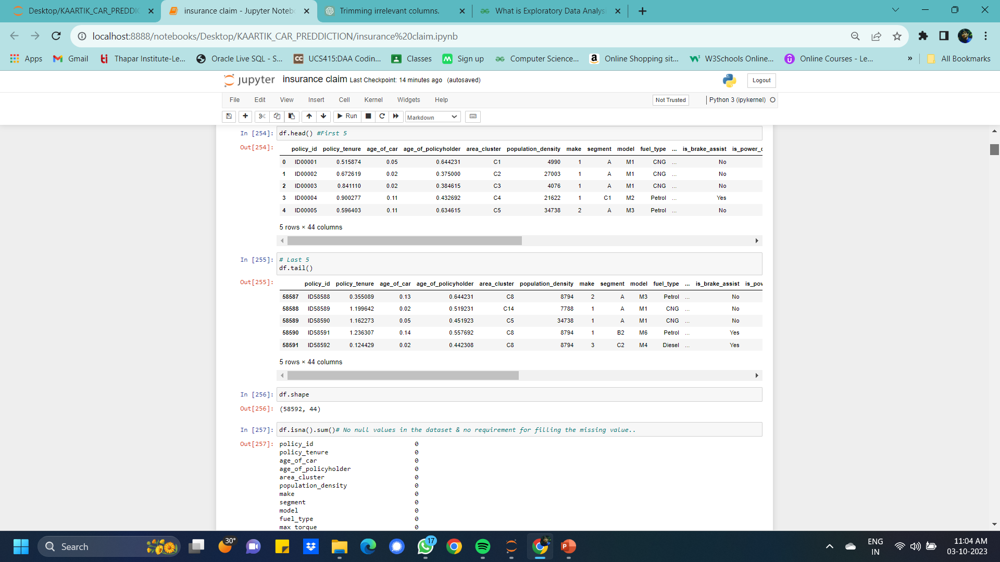 Desktop/KAARTIK_CAR_PREDDIC
insurance claim - Jupyter Noteb
Trimming irrelevant columns.
What is Exploratory Data Analysi
localhost:8888/notebooks/Desktop/KAARTIK_CAR_PREDDICTION/insurance%20claim.ipynb
Apps Gmail Thapar Institute-Le... Oracle Live SQL - S... UCS415:DAA Codin... Classes Sign up Computer Science... Online Shopping sit... W3Schools Online... Online Courses - Le... » All Bookmarks
jupyter insurance claim Last Checkpoint: 14 minutes ago (autosaved) Logout
File Edit View Insert Cell Kernel Widgets Help Not Trusted Python 3 (ipykernel)
Run Markdown
In [254]: df.head() #First 5
Out[254]:
policy_id policy_tenure age_of_car age_of_policyholder area_cluster population_density make segment model fuel_type ... is_brake_assist is_power_d
0 ID00001 0.515874 0.05 0.644231 C1 4990 1 A M1 CNG ... No
1 ID00002 0.672619 0.02 0.375000 C2 27003 1 A M1 CNG ... No
2 ID00003 0.841110 0.02 0.384615 C3 4076 1 A M1 CNG ... No
3 ID00004 0.900277 0.11 0.432692 C4 21622 1 C1 M2 Petrol ... Yes
4 ID00005 0.596403 0.11 0.634615 C5 34738 2 A M3 Petrol ... No
5 rows × 44 columns
In [255]: # Last 5
df.tail()
Out[255]:
policy_id policy_tenure age_of_car age_of_policyholder area_cluster population_density make segment model fuel_type ... is_brake_assist is_pov
58587 ID58588 0.355089 0.13 0.644231 C8 8794 2 A M3 Petrol ... No
58588 ID58589 1.199642 0.02 0.519231 C14 7788 1 A M1 CNG ... No
58589 ID58590 1.162273 0.05 0.451923 C5 34738 1 A M1 CNG ... No
58590 ID58591 1.236307 0.14 0.557692 C8 8794 1 B2 M6 Petrol ... Yes
58591 ID58592 0.124429 0.02 0.442308 C8 8794 3 C2 M4 Diesel ... Yes
5 rows × 44 columns
In [256]: df.shape
Out[256]: (58592, 44)
In [257]: df.isna().sum()# No null values in the dataset & no requirement for filling the missing value..
Out[257]: policy_id 0
policy_tenure 0
age_of_car 0
age_of_policyholder 0
area_cluster 0
population_density 0
make 0
segment 0
model 0
fuel_type 0
max_torque 0
Search
30°
17
ENG
IN
11:04 AM
03-10-2023